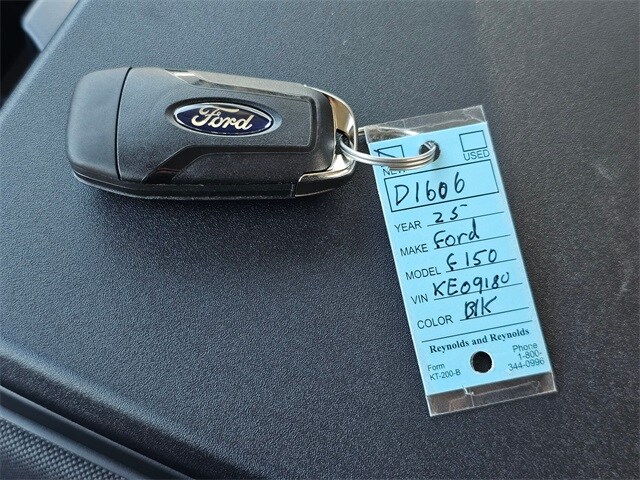 Ford
NEW USED
D1606
YEAR 25
MAKE Ford
MODEL F150
VIN KE09180
COLOR Blk
Reynolds and Reynolds
Form
KT-200-B
Phone
1-800-
344-0996